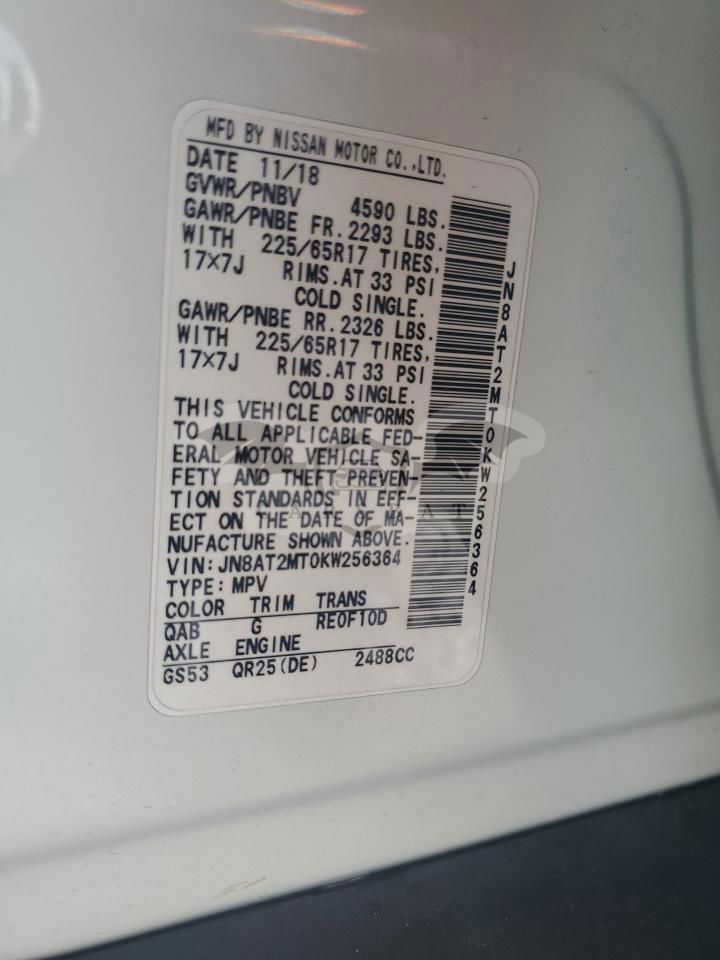 MFD BY NISSAN MOTOR CO.,LTD.
DATE 11/18
GVWR/PNBV 4590 LBS.
GAWR/PNBE FR. 2293 LBS.
WITH 225/65R17 TIRES,
17X7J RIMS.AT 33 PSI
COLD SINGLE.
GAWR/PNBE RR. 2326 LBS.
WITH 225/65R17 TIRES,
17X7J RIMS.AT 33 PSI
COLD SINGLE.
THIS VEHICLE CONFORMS
TO ALL APPLICABLE FED-
ERAL MOTOR VEHICLE SA-
FETY AND THEFT PREVEN-
TION STANDARDS IN EFF-
ECT ON THE DATE OF MA-
NUFACTURE SHOWN ABOVE.
VIN:JN8AT2MT0KW256364
TYPE:MPV
COLOR TRIM TRANS
QAB G RE0F10D
AXLE ENGINE
GS53 QR25(DE) 2488CC
JN8AT2MT0KW256364